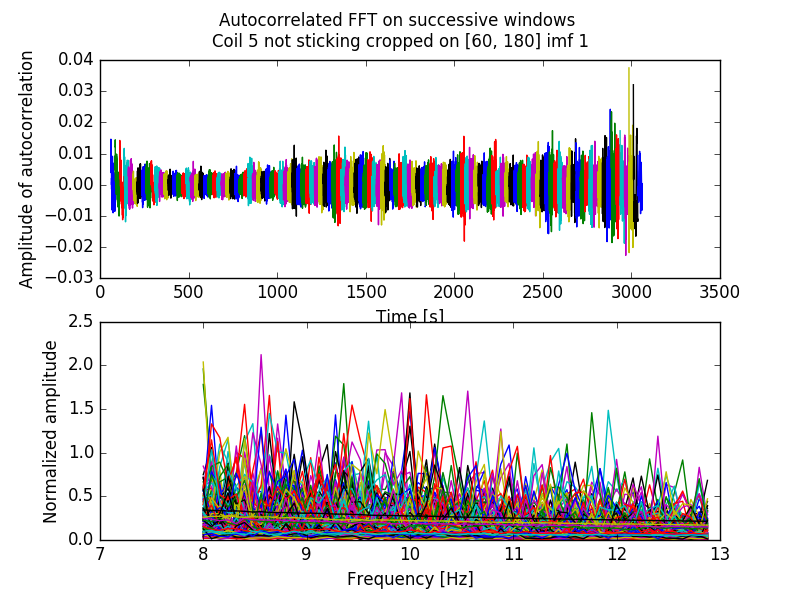 Autocorrelated FFT on successive windows
Coil 5 not sticking cropped on [60, 180] imf 1
Amplitude of autocorrelation
0.04
0.03
0.02
0.01
0.00
−0.01
−0.02
−0.03
0 500 1000 1500 2000 2500 3000 3500
Time [s]
Normalized amplitude
2.5
2.0
1.5
1.0
0.5
0.0
7 8 9 10 11 12 13
Frequency [Hz]